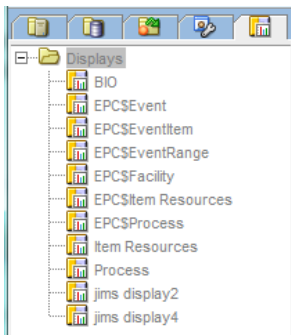 Displays
BIO
EPC$Event
EPC$EventItem
EPC$EventRange
EPC$Facility
EPC$Item Resources
EPC$Process
Item Resources
Process
jims display2
jims display4